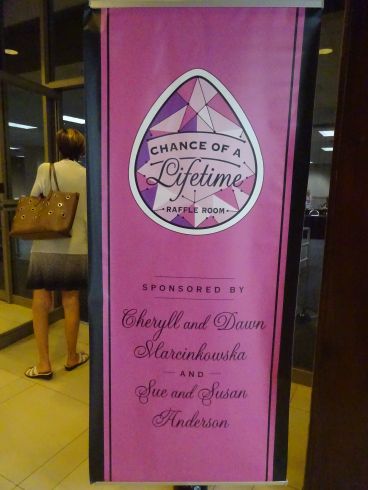 CHANCE OF A
Lifetime
RAFFLE ROOM
SPONSORED BY
Cheryll and Dawn
Marcinkowska
AND
Sue and Susan
Anderson